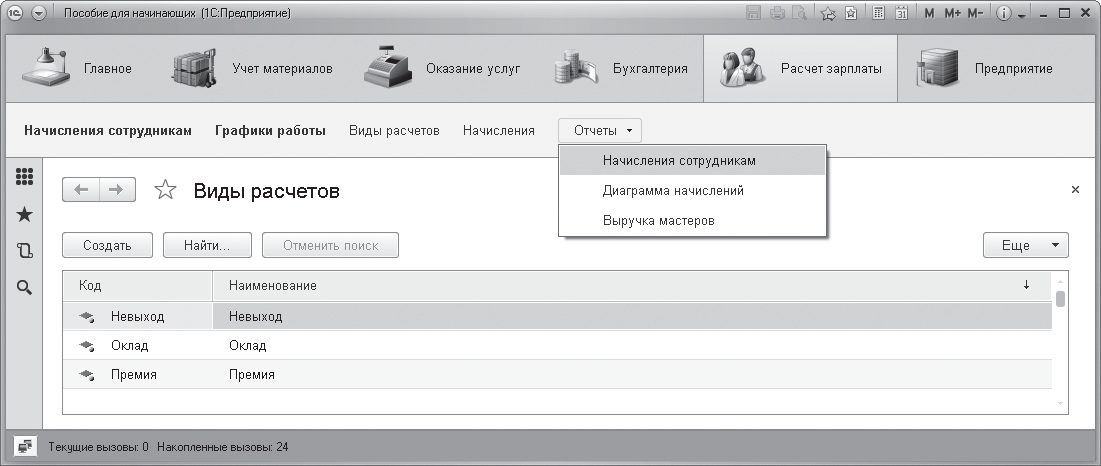 1С Пособие для начинающих (1С:Предприятие) 31 M M+ M- i
Главное Учет материалов Оказание услуг Бухгалтерия Расчет зарплаты Предприятие
Начисления сотрудникам Графики работы Виды расчетов Начисления Отчеты
Начисления сотрудникам
Диаграмма начислений
Выручка мастеров
Виды расчетов
Создать Найти... Отменить поиск Еще
Код Наименование
Невыход Невыход
Оклад Оклад
Премия Премия
Текущие вызовы: 0 Накопленные вызовы: 24